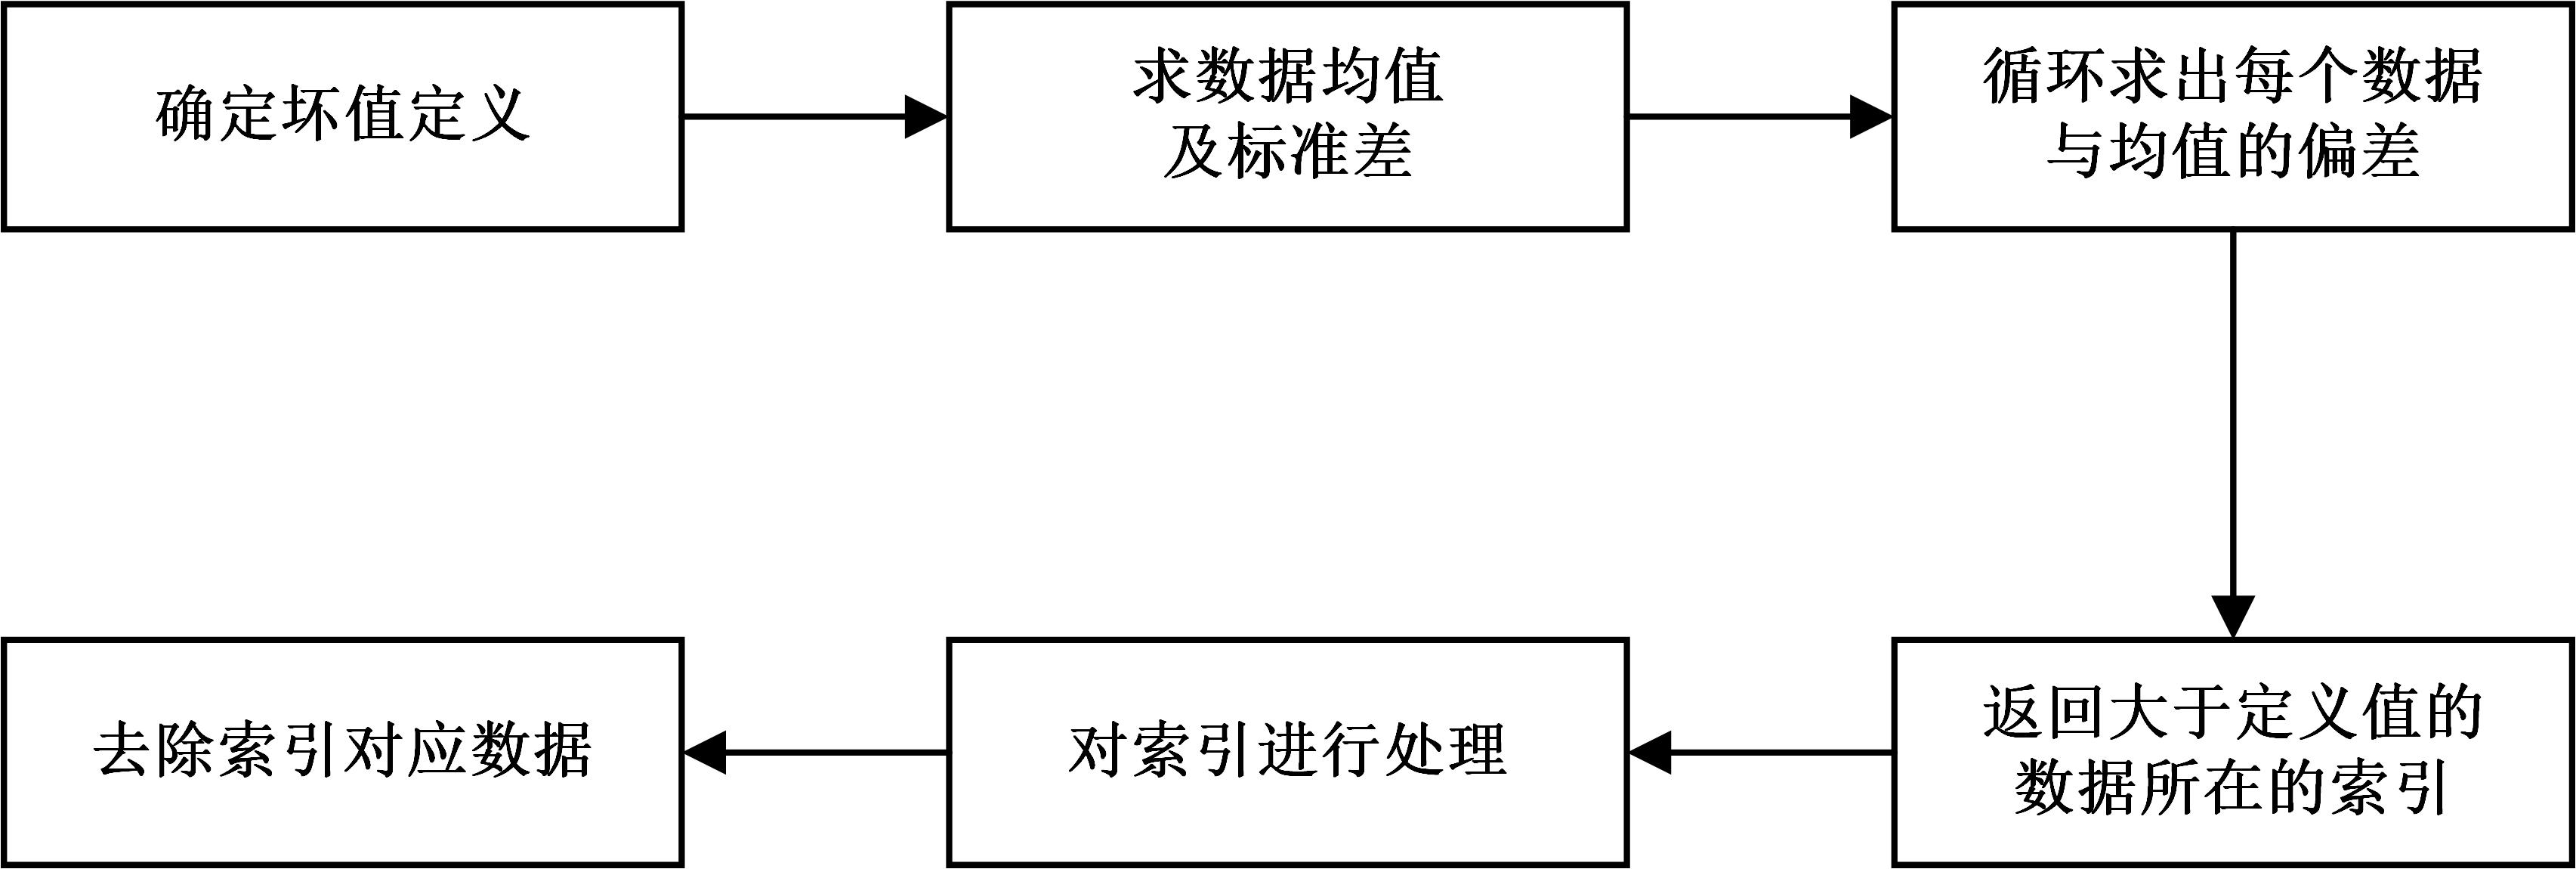 确定坏值定义
求数据均值
及标准差
循环求出每个数据
与均值的偏差
返回大于定义值的
数据所在的索引
对索引进行处理
去除索引对应数据